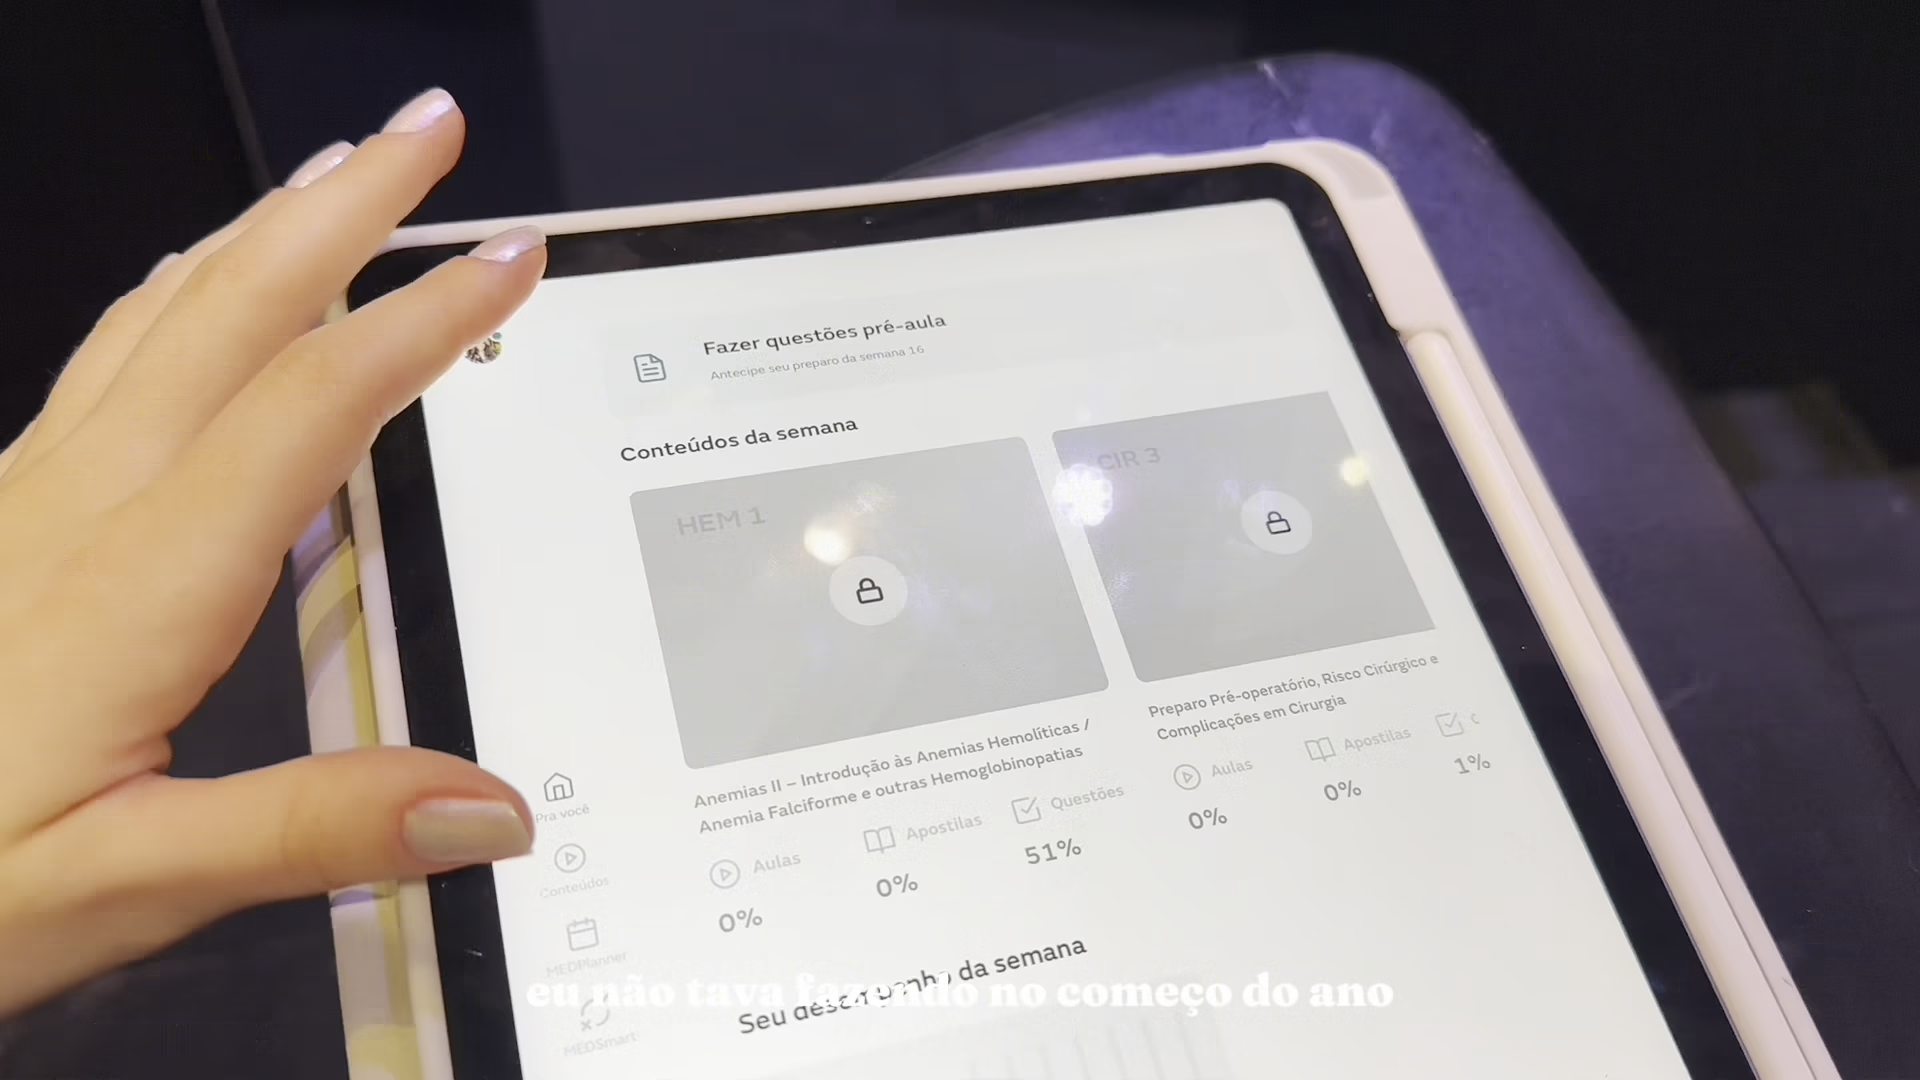 Fazer questões pré-aula
Antecipe seu preparo da semana 16
Conteúdos da semana
HEM 1
CIR 3
Anemias II – Introdução às Anemias Hemolíticas /
Anemia Falciforme e outras Hemoglobinopatias
Aulas
Apostilas
Questões
0%
0%
51%
Preparo Pré-operatório, Risco Cirúrgico e
Complicações em Cirurgia
Aulas
Apostilas
0%
0%
1%
Pra você
Conteúdos
MEDPlanner
MEDSmart
Seu desempenho da semana
eu não tava fazendo no começo do ano